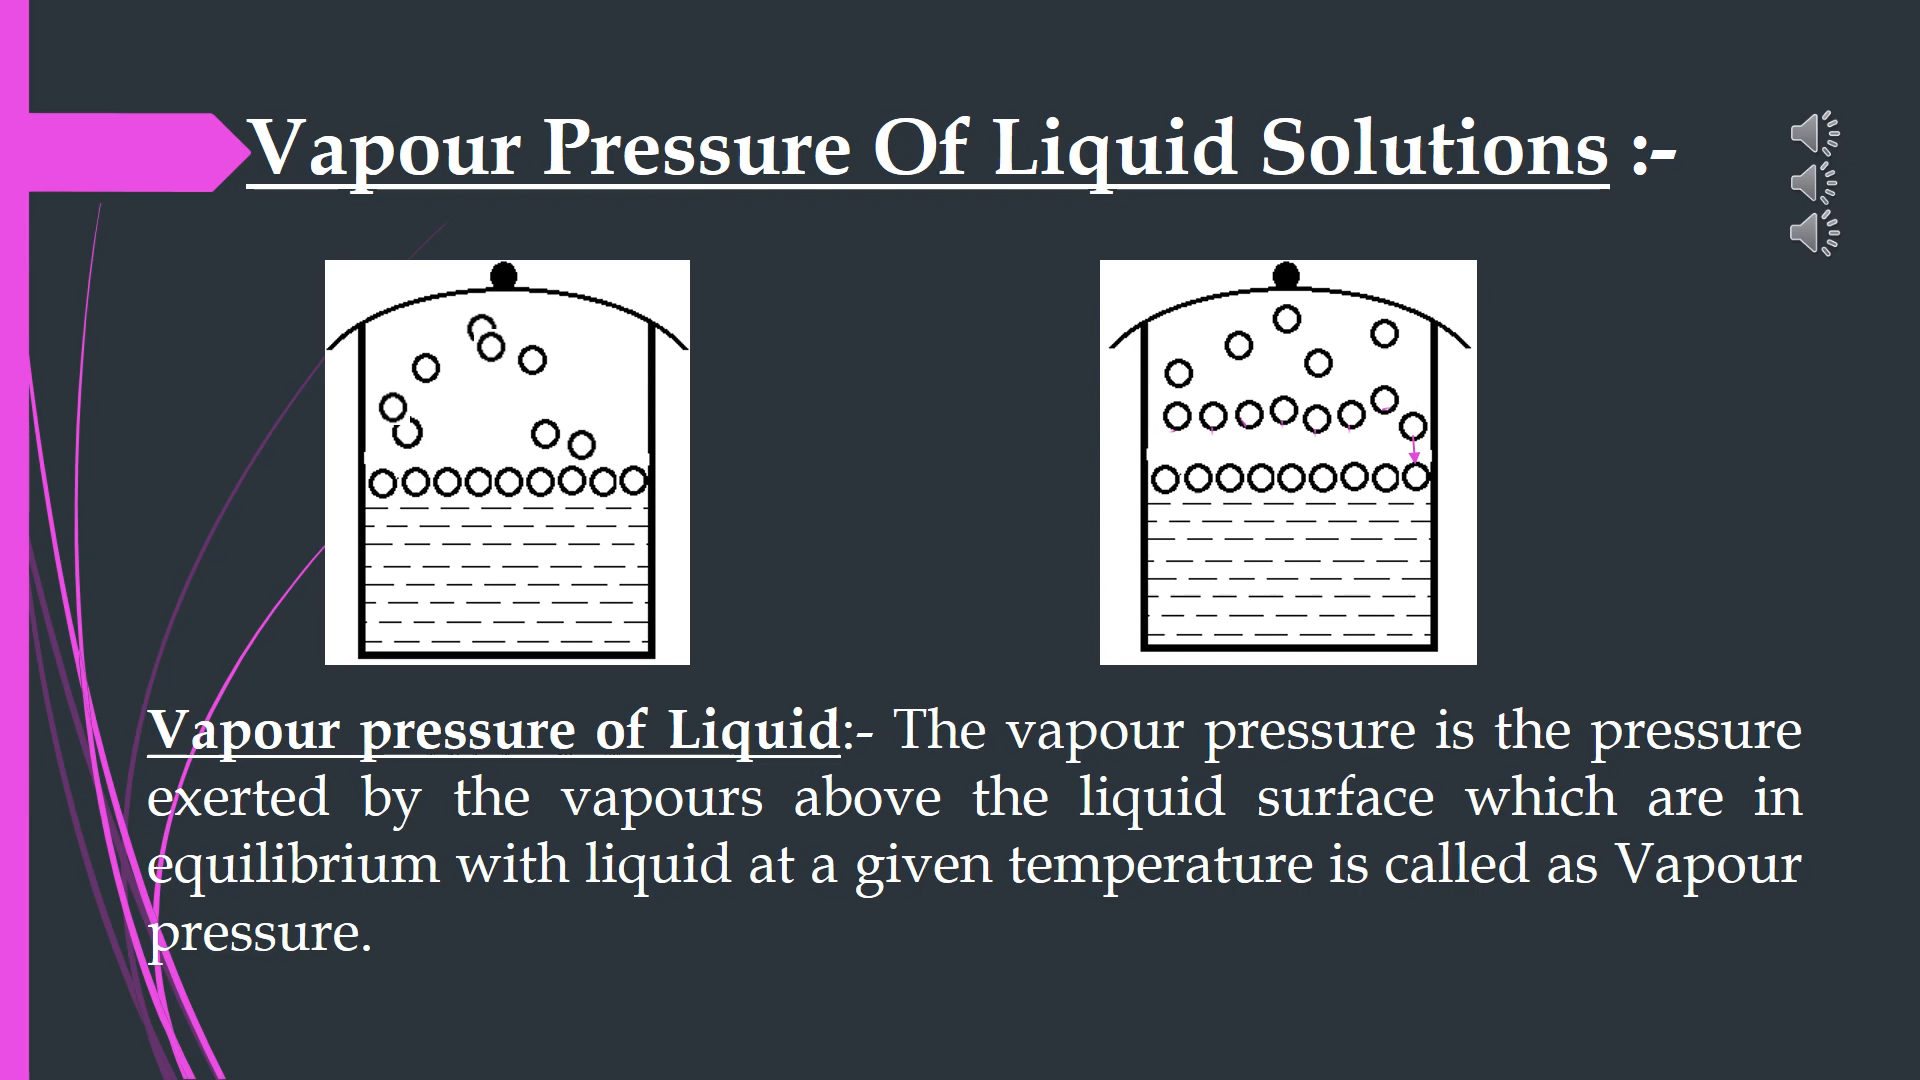 Vapour Pressure Of Liquid Solutions :-
Vapour pressure of Liquid:- The vapour pressure is the pressure
exerted by the vapours above the liquid surface which are in
equilibrium with liquid at a given temperature is called as Vapour
pressure.